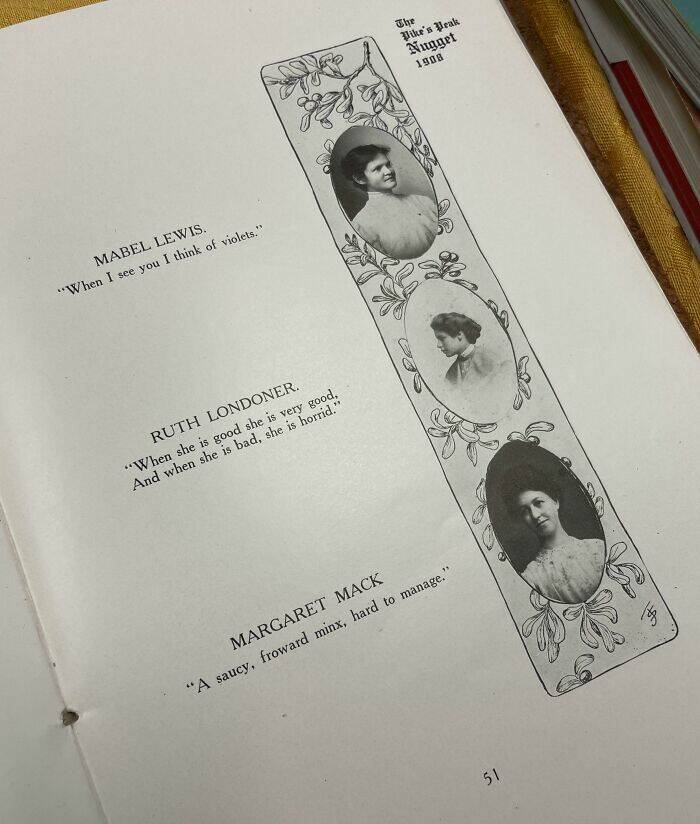 The
Pike's Peak
Nugget
1908
MABEL LEWIS.
"When I see you I think of violets."
RUTH LONDONER.
"When she is good she is very good,
And when she is bad, she is horrid."
MARGARET MACK
"A saucy, froward minx, hard to manage."
51